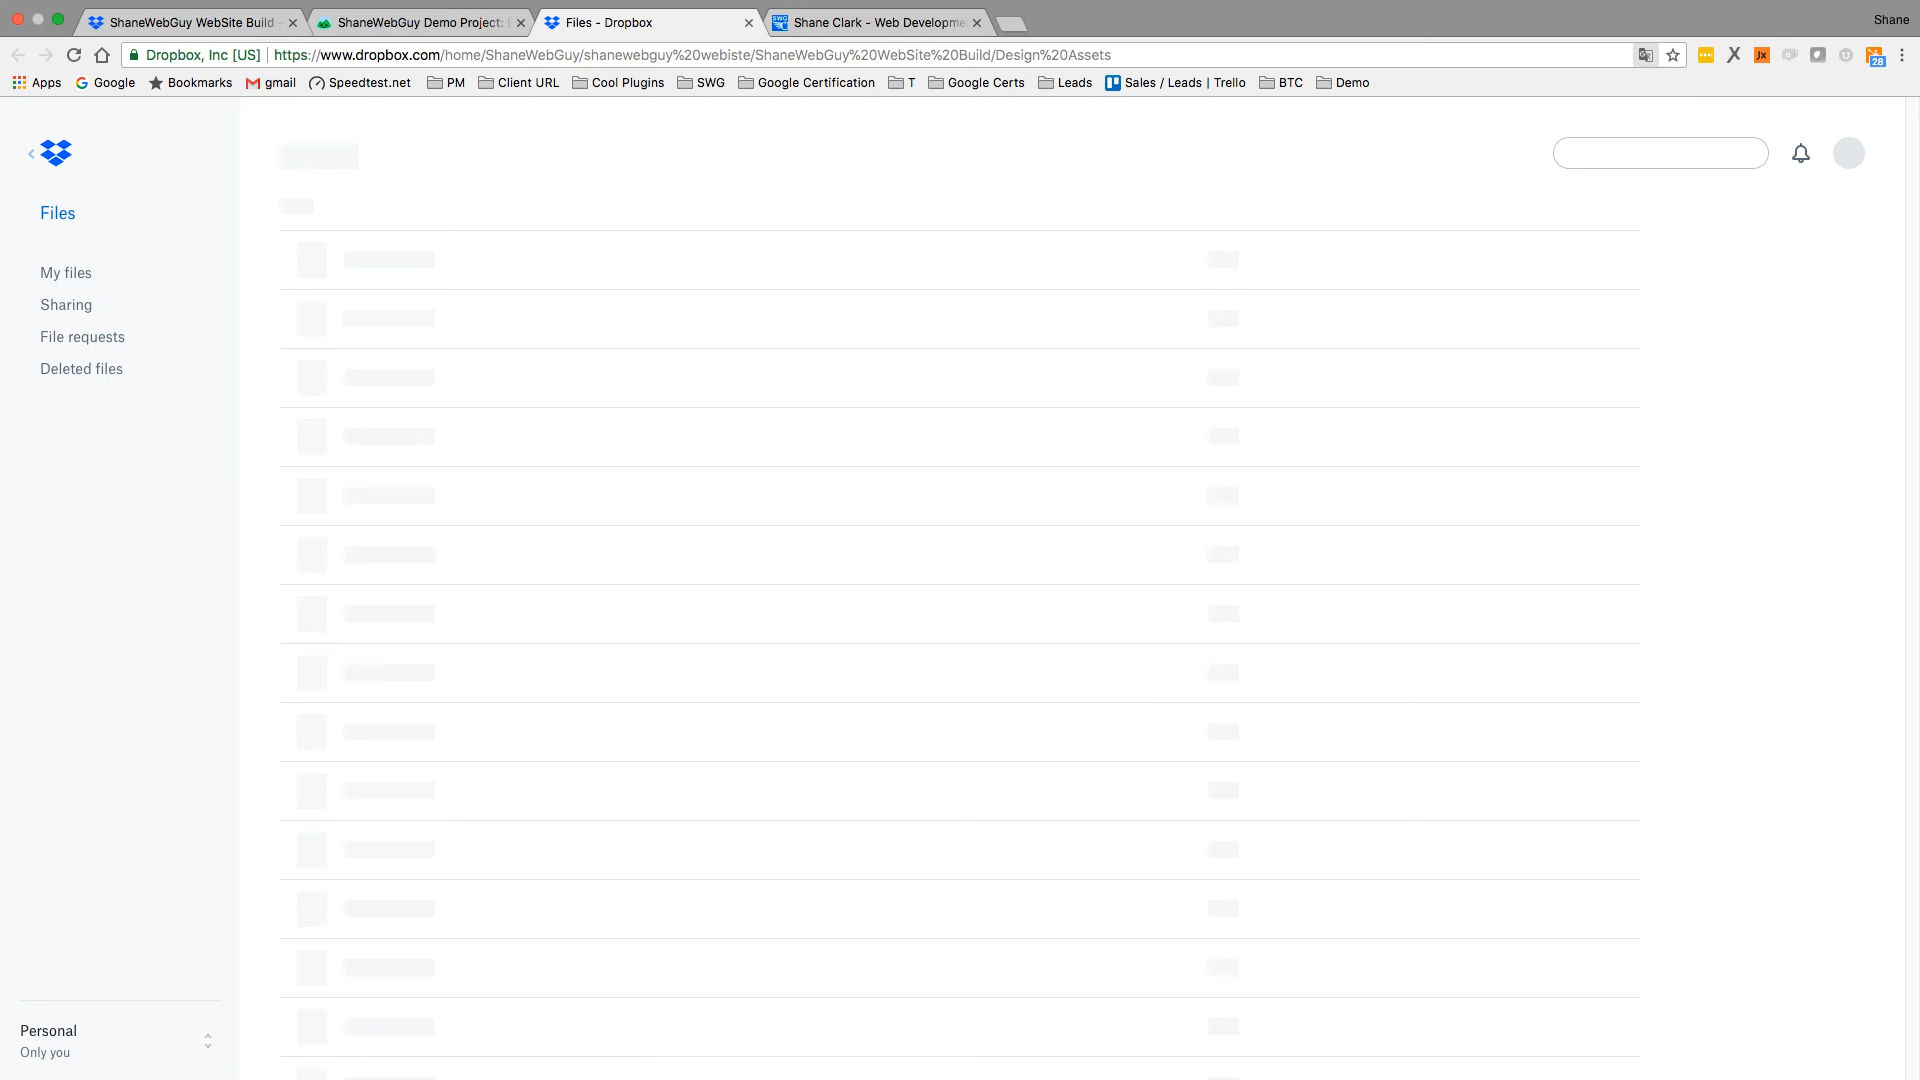 ShaneWebGuy WebSite Build -
ShaneWebGuy Demo Project: E
Files - Dropbox
Shane Clark - Web Developme
Shane
Dropbox, Inc [US] https://www.dropbox.com/home/ShaneWebGuy/shanewebguy%20webiste/ShaneWebGuy%20WebSite%20Build/Design%20Assets
28
Apps Google Bookmarks gmail Speedtest.net PM Client URL Cool Plugins SWG Google Certification T Google Certs Leads Sales / Leads | Trello BTC Demo
Files
My files
Sharing
File requests
Deleted files
Personal
Only you